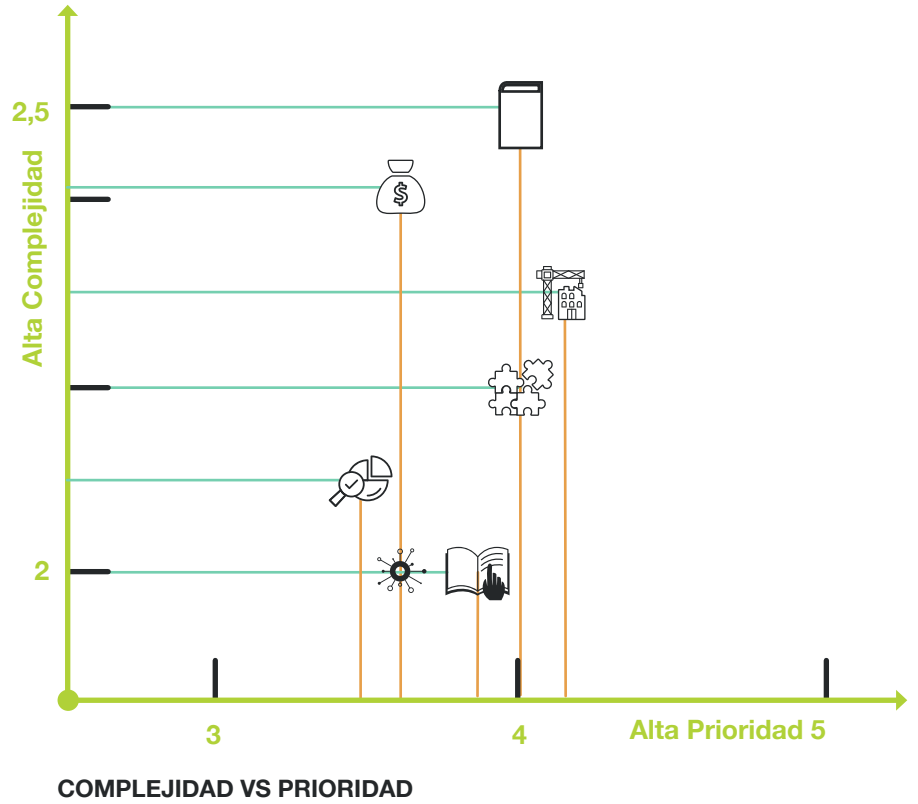 2,5
Alta Complejidad
$
2
3
4
Alta Prioridad 5
COMPLEJIDAD VS PRIORIDAD